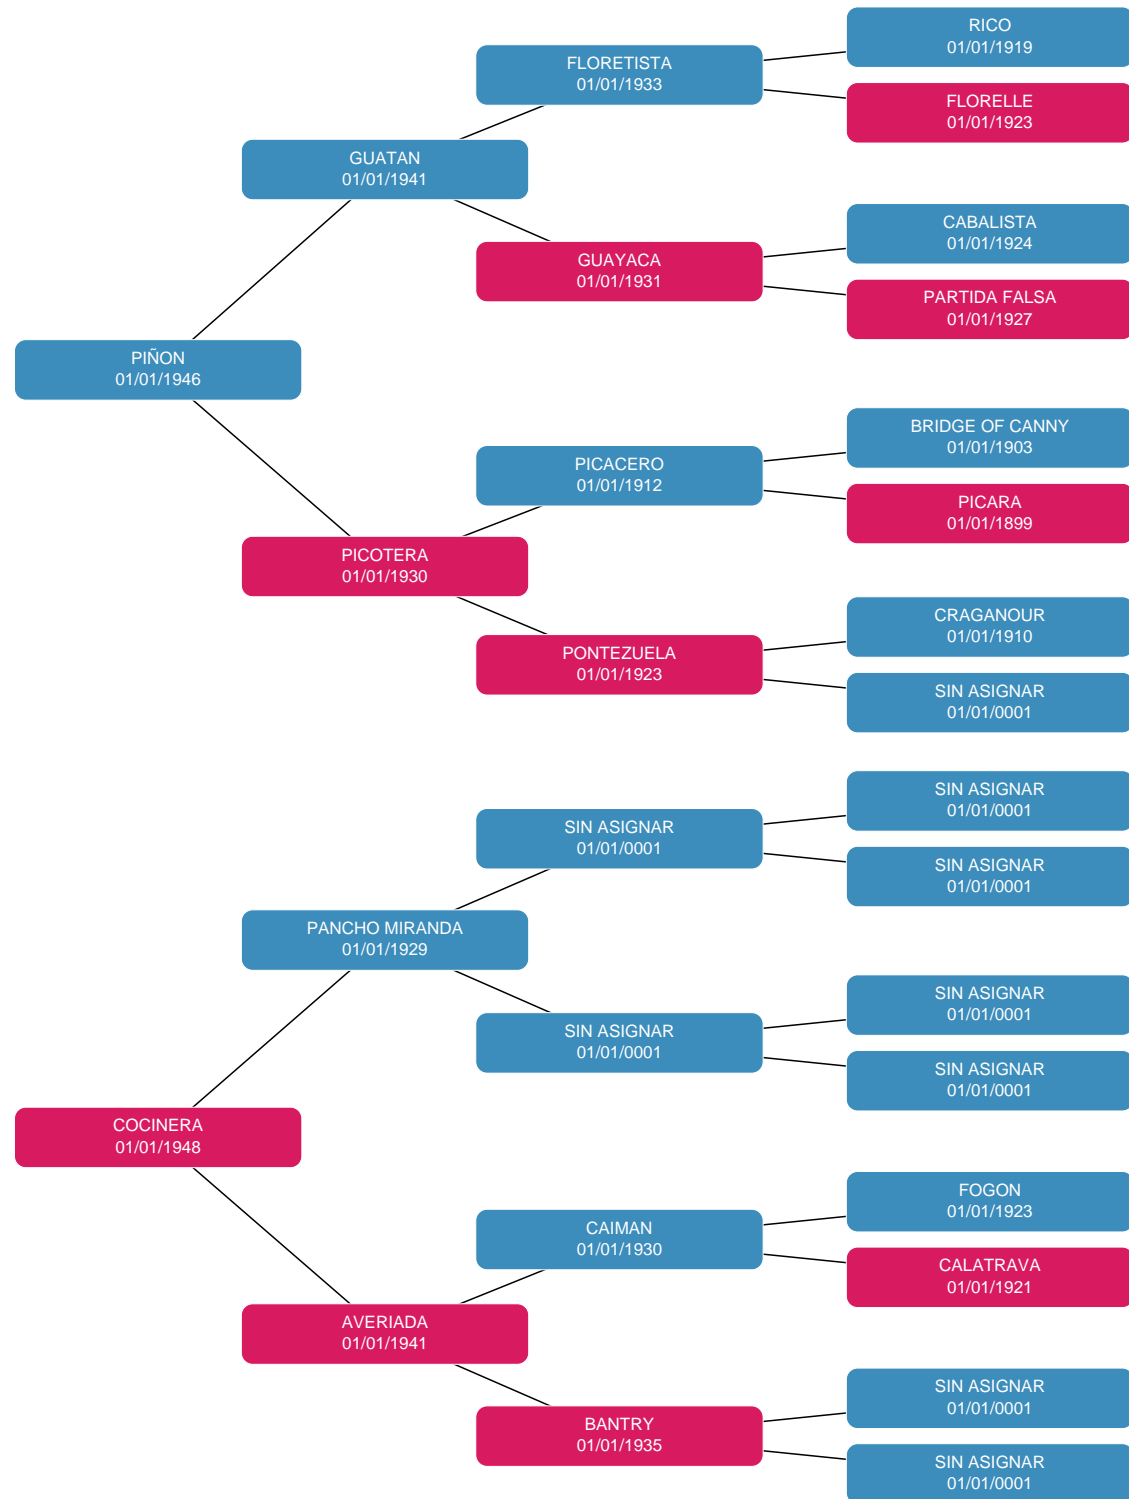 RICO
01/01/1919
FLORETISTA
01/01/1933
FLORELLE
01/01/1923
GUATAN
01/01/1941
CABALISTA
01/01/1924
GUAYACA
01/01/1931
PARTIDA FALSA
01/01/1927
PIÑON
01/01/1946
BRIDGE OF CANNY
01/01/1903
PICACERO
01/01/1912
PICARA
01/01/1899
PICOTERA
01/01/1930
CRAGANOUR
01/01/1910
PONTEZUELA
01/01/1923
SIN ASIGNAR
01/01/0001
SIN ASIGNAR
01/01/0001
SIN ASIGNAR
01/01/0001
SIN ASIGNAR
01/01/0001
PANCHO MIRANDA
01/01/1929
SIN ASIGNAR
01/01/0001
SIN ASIGNAR
01/01/0001
SIN ASIGNAR
01/01/0001
COCINERA
01/01/1948
FOGON
01/01/1923
CAIMAN
01/01/1930
CALATRAVA
01/01/1921
AVERIADA
01/01/1941
SIN ASIGNAR
01/01/0001
BANTRY
01/01/1935
SIN ASIGNAR
01/01/0001